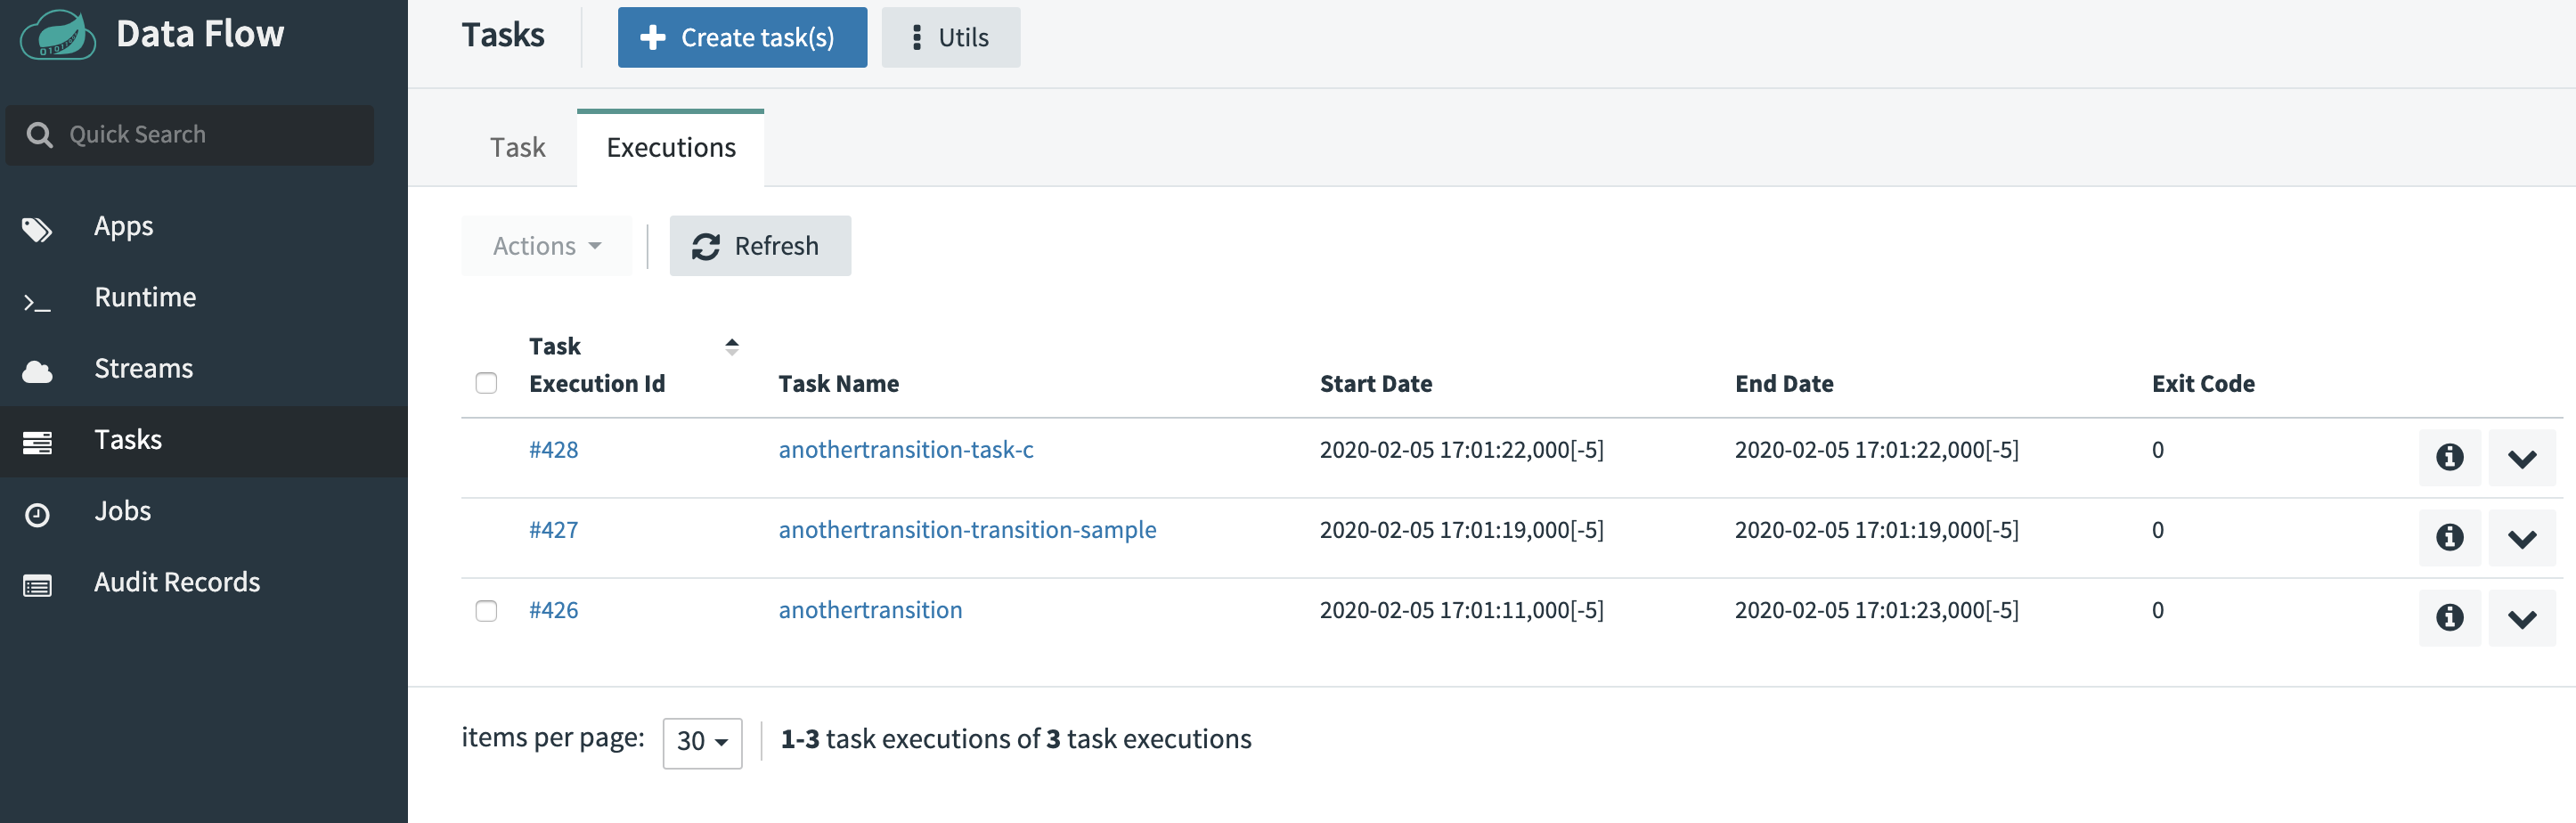 Data Flow
Quick Search
Apps
Runtime
Streams
Tasks
Jobs
Audit Records
Tasks
Create task(s)
Utils
Task
Executions
Actions
Refresh
Task
Execution Id Task Name Start Date End Date Exit Code
#428 anothertransition-task-c 2020-02-05 17:01:22,000[-5] 2020-02-05 17:01:22,000[-5] 0
#427 anothertransition-transition-sample 2020-02-05 17:01:19,000[-5] 2020-02-05 17:01:19,000[-5] 0
#426 anothertransition 2020-02-05 17:01:11,000[-5] 2020-02-05 17:01:23,000[-5] 0
items per page: 30 1-3 task executions of 3 task executions